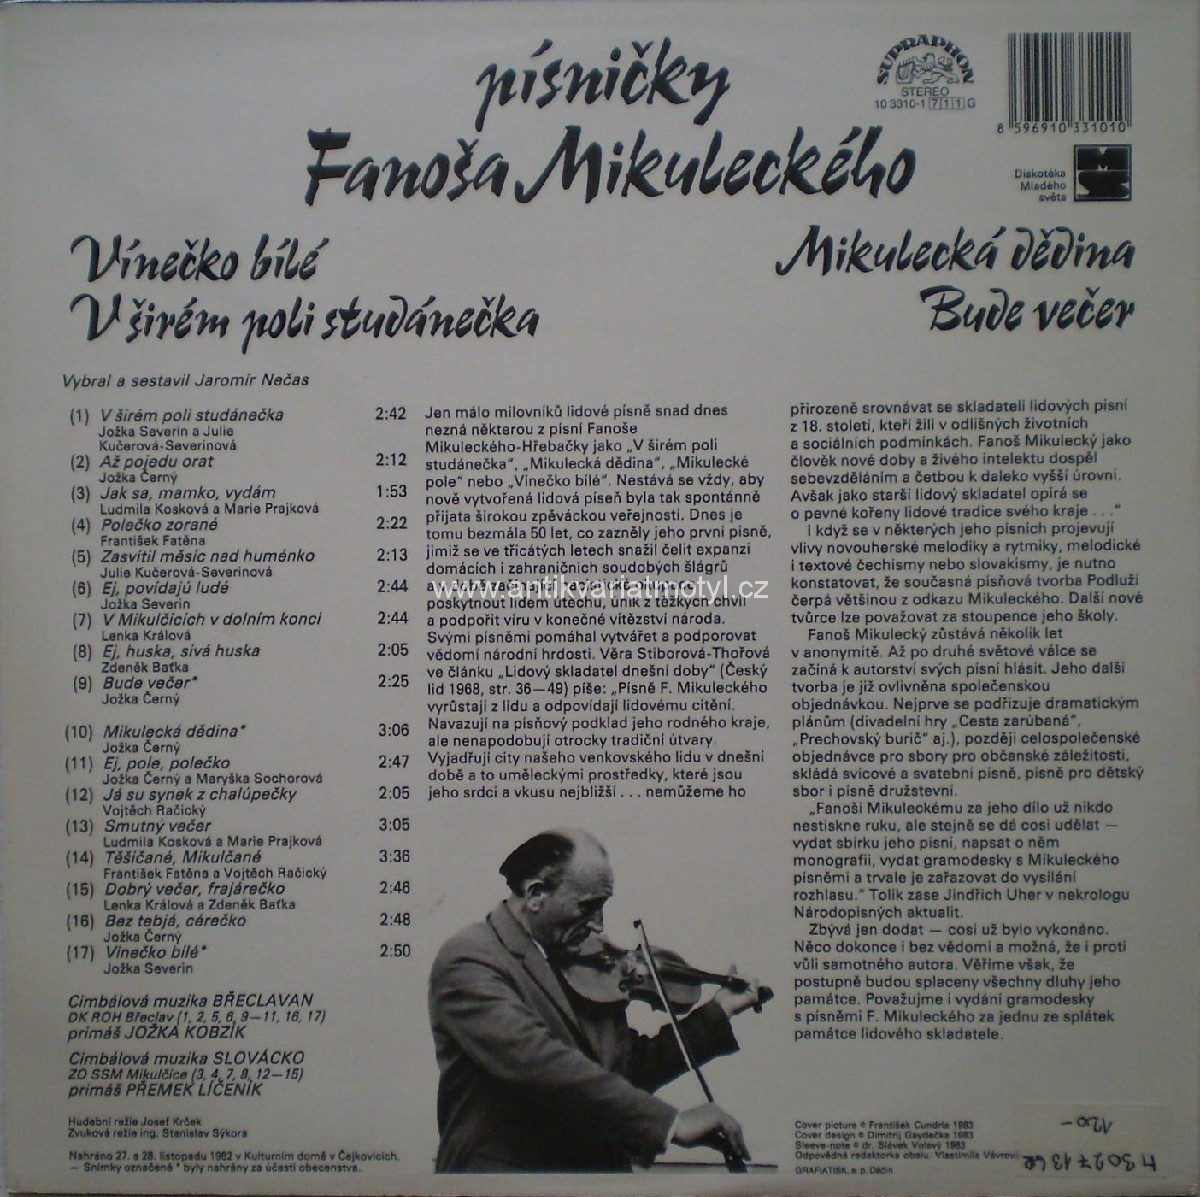 písničky
Fanoša Mikuleckého
SUPRAPHON
STEREO
10 3310-1 711 G
8 596910 331010
Diskotéka
Mladého
světa
Vínečko bílé
V širém poli studánečka
Mikulecká dědina
Bude večer
Vybral a sestavil Jaromír Nečas
(1) V širém poli studánečka 2:42
Jožka Severin a Julie
Kučerová-Severinová
(2) Až pojedu orat 2:12
Jožka Černý
(3) Jak sa, mamko, vydám 1:53
Ludmila Kosková a Marie Prajková
(4) Polečko zorané 2:22
František Fatěna
(5) Zasvítil měsíc nad huménko 2:13
Julie Kučerová-Severinová
(6) Ej, povídajú ludé 2:44
Jožka Severin
(7) V Mikulčicích v dolním konci 2:44
Lenka Králová
(8) Ej, huska, sivá huska 2:05
Zdeněk Baťka
(9) Bude večer* 2:25
Jožka Černý
(10) Mikulecká dědina* 3:06
Jožka Černý
(11) Ej, pole, polečko 2:47
Jožka Černý a Maryška Sochorová
(12) Já su synek z chalúpečky 2:05
Vojtěch Račický
(13) Smutný večer 3:05
Ludmila Kosková a Marie Prajková
(14) Těšičané, Mikulčané 3:36
František Fatěna a Vojtěch Račický
(15) Dobrý večer, frajárečko 2:46
Lenka Králová a Zdeněk Baťka
(16) Bez tebjá, cérečko 2:48
Jožka Černý
(17) Vínečko bílé* 2:50
Jožka Severin
Cimbálová muzika BŘECLAVAN
DK ROH Břeclav (1, 2, 5, 6, 9—11, 16, 17)
primáš JOŽKA KOBZÍK
Cimbálová muzika SLOVÁCKO
ZO SSM Mikulčice (3, 4, 7, 8, 12—15)
primáš PŘEMEK LÍČENÍK
Hudební režie Josef Krček
Zvuková režie ing. Stanislav Sýkora
Nahráno 27. a 28. listopadu 1982 v Kulturním domě v Čejkovicích.
— Snímky označené * byly nahrány za účasti obecenstva.
Jen málo milovníků lidové písně snad dnes
nezná některou z písní Fanoše
Mikuleckého-Hřebačky jako „V širém poli
studánečka“, „Mikulecká dědina“, „Mikulecké
pole“ nebo „Vínečko bílé“. Nestává se vždy, aby
nově vytvořená lidová píseň byla tak spontánně
přijata širokou zpěváckou veřejností. Dnes je
tomu bezmála 50 let, co zazněly jeho první písně,
jimiž se ve třicátých letech snažil čelit expanzi
domácích i zahraničních soudobých šlágrů
www.antikvariatmotyl.cz
poskytnout lidem útěchu, únik z těžkých chvil
a podpořit víru v konečné vítězství národa.
Svými písněmi pomáhal vytvářet a podporovat
vědomí národní hrdosti. Věra Stiborová-Thořová
ve článku „Lidový skladatel dnešní doby“ (Český
lid 1968, str. 36—49) píše: „Písně F. Mikuleckého
vyrůstají z lidu a odpovídají lidovému cítění.
Navazují na písňový podklad jeho rodného kraje,
ale nenapodobují otrocky tradiční útvary.
Vyjadřují city našeho venkovského lidu v dnešní
době a to uměleckými prostředky, které jsou
jeho srdci a vkusu nejbližší . . . nemůžeme ho
přirozeně srovnávat se skladateli lidových písní
z 18. století, kteří žili v odlišných životních
a sociálních podmínkách. Fanoš Mikulecký jako
člověk nové doby a živého intelektu dospěl
sebevzděláním a četbou k daleko vyšší úrovni.
Avšak jako starší lidový skladatel opírá se
o pevné kořeny lidové tradice svého kraje . . .“
I když se v některých jeho písních projevují
vlivy novouherské melodiky a rytmiky, melodické
i textové čechismy nebo slovakismy, je nutno
konstatovat, že současná písňová tvorba Podluží
čerpá většinou z odkazu Mikuleckého. Další nové
tvůrce lze považovat za stoupence jeho školy.
Fanoš Mikulecký zůstává několik let
v anonymitě. Až po druhé světové válce se
začíná k autorství svých písní hlásit. Jeho další
tvorba je již ovlivněna společenskou
objednávkou. Nejprve se podřizuje dramatickým
plánům (divadelní hry „Cesta zarúbaná“,
„Prechovský burič“ aj.), později celospolečenské
objednávce pro sbory pro občanské záležitosti,
skládá svícové a svatební písně, písně pro dětský
sbor i písně družstevní.
„Fanoši Mikuleckému za jeho dílo už nikdo
nestiskne ruku, ale stejně se dá cosi udělat —
vydat sbírku jeho písní, napsat o něm
monografii, vydat gramodesky s Mikuleckého
písněmi a trvale je zařazovat do vysílání
rozhlasu.“ Tolik zase Jindřich Uher v nekrologu
Národopisných aktualit.
Zbývá jen dodat — cosi už bylo vykonáno.
Něco dokonce i bez vědomí a možná, že i proti
vůli samotného autora. Věříme však, že
postupně budou splaceny všechny dluhy jeho
památce. Považujme i vydání gramodesky
s písněmi F. Mikuleckého za jednu ze splátek
památce lidového skladatele.
Cover picture © František Cundrla 1983
Cover design © Dimitrij Gaydečka 1983
Sleeve-note © dr. Slávek Volavý 1983
Odpovědná redaktorka obalu: Vlastimila Vávrová
GRAFIATISK, s. p. Děčín
120-